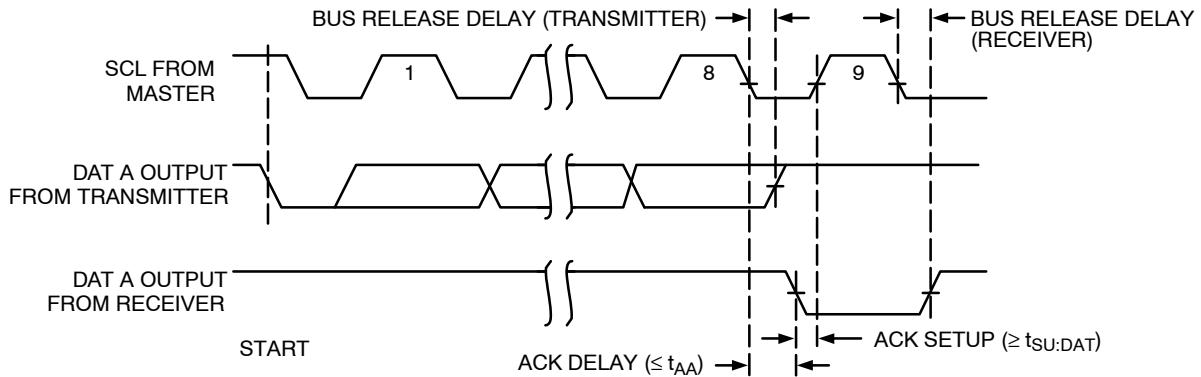 BUS RELEASE DELAY (TRANSMITTER)
BUS RELEASE DELAY
(RECEIVER)
SCL FROM
MASTER
1
8
9
DAT A OUTPUT
FROM TRANSMITTER
DAT A OUTPUT
FROM RECEIVER
START
ACK SETUP (≥ tSU:DAT)
ACK DELAY (≤ tAA)